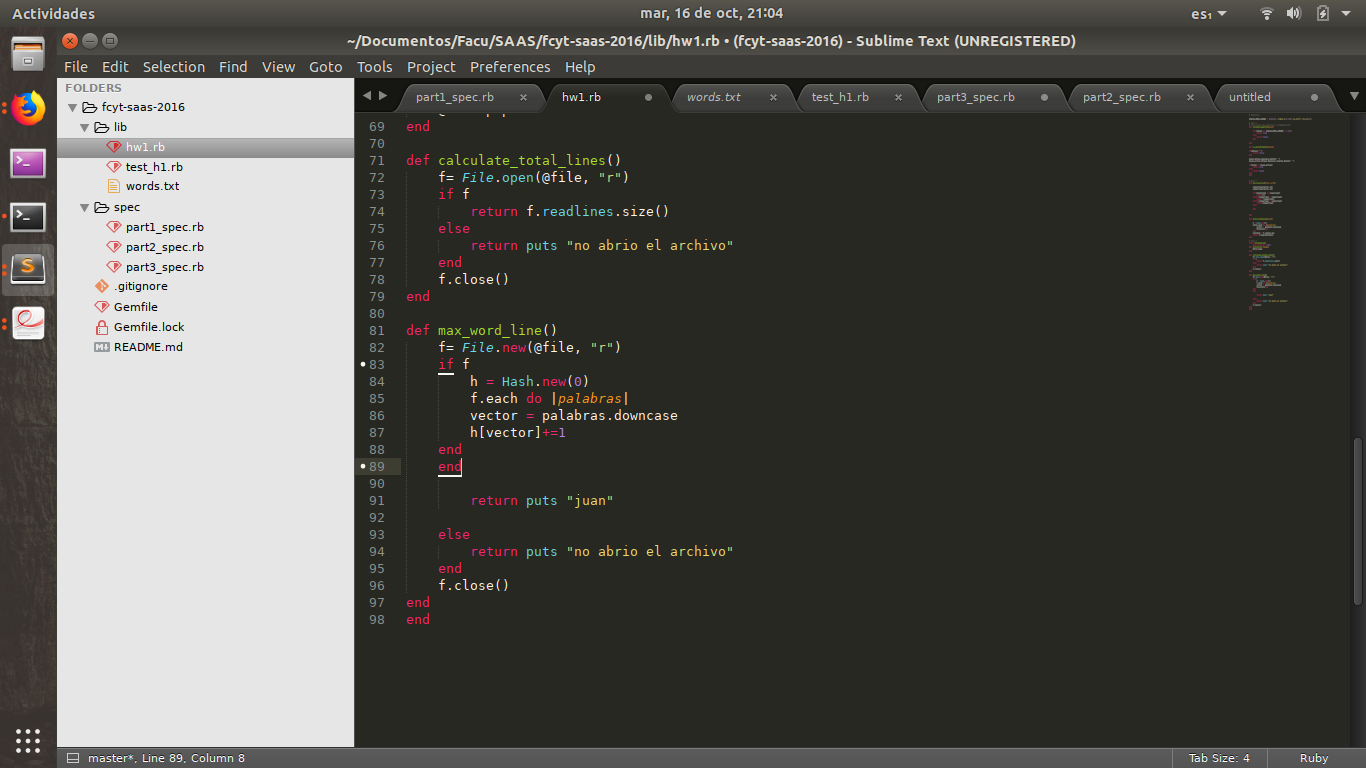 Actividades
mar, 16 de oct, 21:04
es₁
~/Documentos/Facu/SAAS/fcyt-saas-2016/lib/hw1.rb • (fcyt-saas-2016) - Sublime Text (UNREGISTERED)
File Edit Selection Find View Goto Tools Project Preferences Help
FOLDERS
fcyt-saas-2016
lib
hw1.rb
test_h1.rb
words.txt
spec
part1_spec.rb
part2_spec.rb
part3_spec.rb
.gitignore
Gemfile
Gemfile.lock
README.md
part1_spec.rb hw1.rb words.txt test_h1.rb part3_spec.rb part2_spec.rb untitled
69 end
70
71 def calculate_total_lines()
72 f= File.open(@file, "r")
73 if f
74 return f.readlines.size()
75 else
76 return puts "no abrio el archivo"
77 end
78 f.close()
79 end
80
81 def max_word_line()
82 f= File.new(@file, "r")
83 if f
84 h = Hash.new(0)
85 f.each do |palabras|
86 vector = palabras.downcase
87 h[vector]+=1
88 end
89 end
90
91 return puts "juan"
92
93 else
94 return puts "no abrio el archivo"
95 end
96 f.close()
97 end
98 end
master*, Line 89, Column 8
Tab Size: 4
Ruby